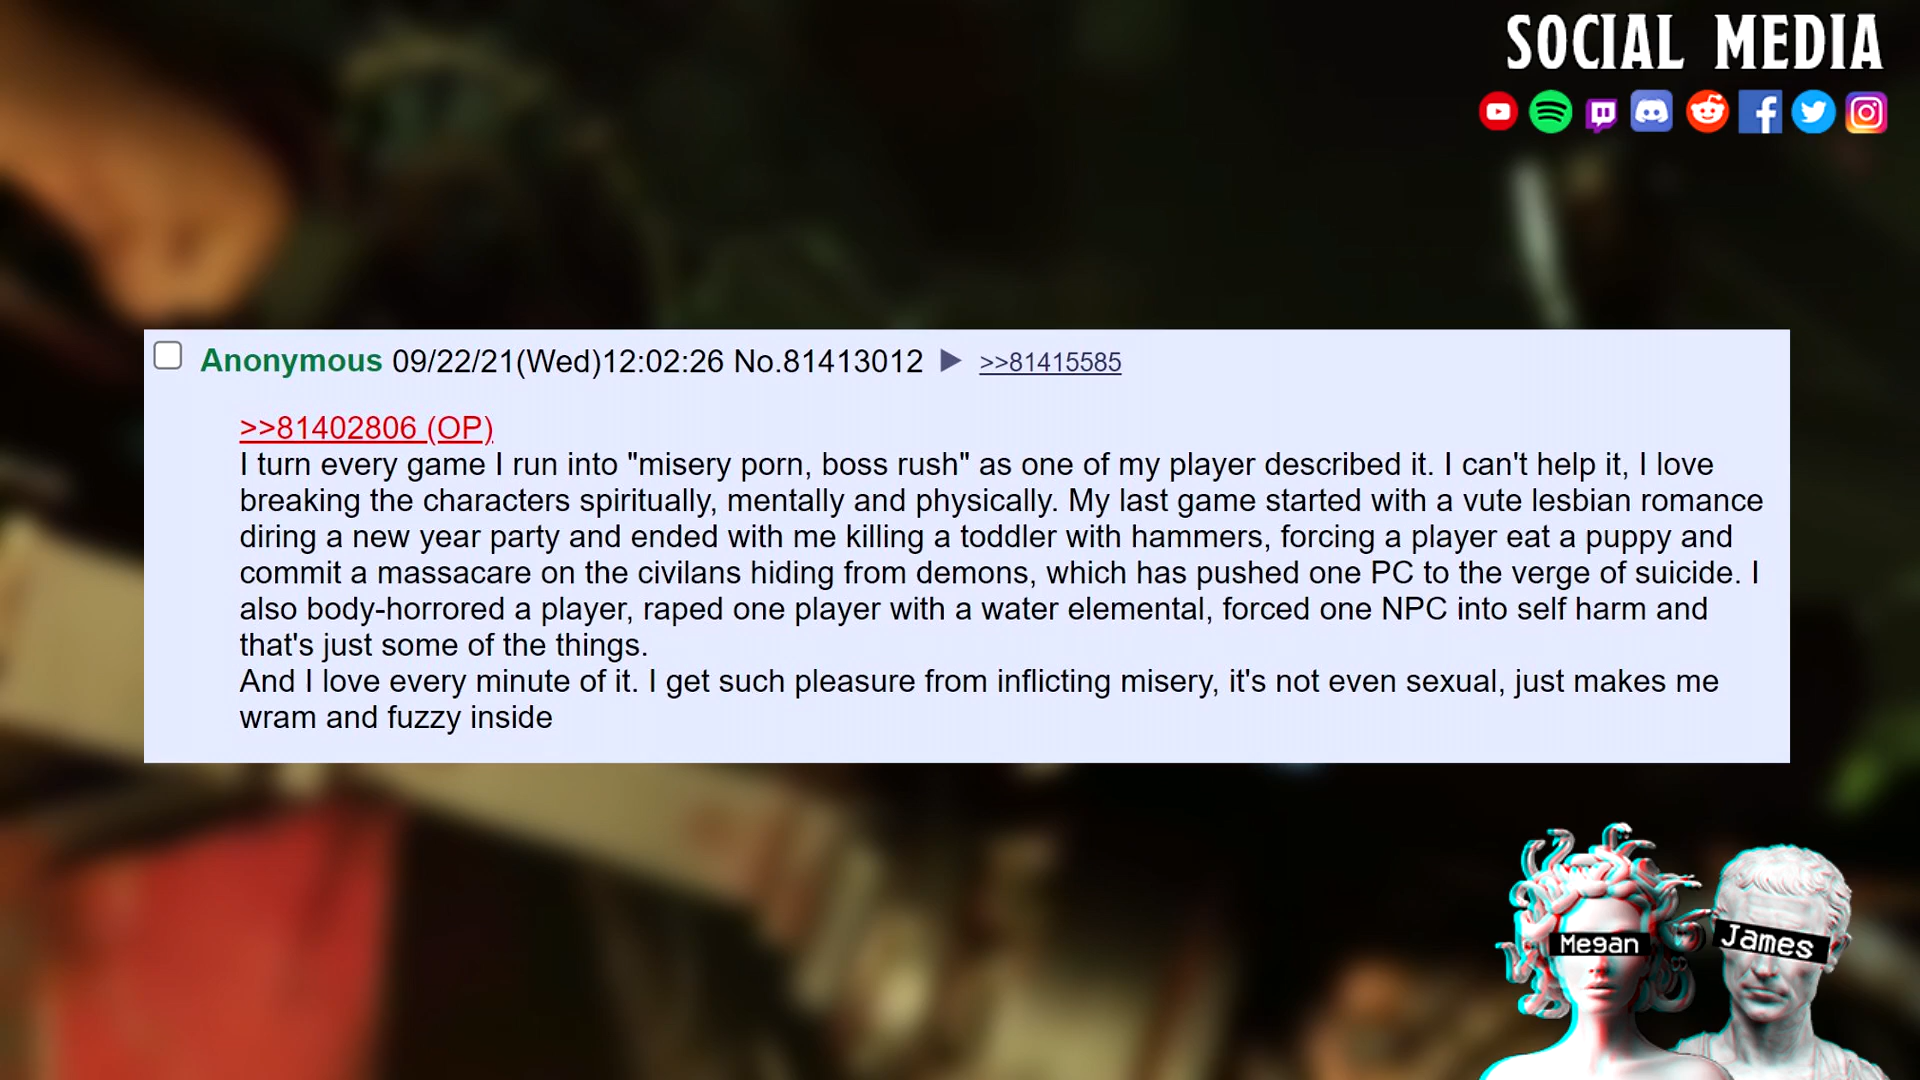 SOCIAL MEDIA
Anonymous 09/22/21(Wed)12:02:26 No.81413012 ▶ >>81415585
>>81402806 (OP)
I turn every game I run into "misery porn, boss rush" as one of my player described it. I can't help it, I love
breaking the characters spiritually, mentally and physically. My last game started with a vute lesbian romance
diring a new year party and ended with me killing a toddler with hammers, forcing a player eat a puppy and
commit a massacare on the civilans hiding from demons, which has pushed one PC to the verge of suicide. I
also body-horrored a player, raped one player with a water elemental, forced one NPC into self harm and
that's just some of the things.
And I love every minute of it. I get such pleasure from inflicting misery, it's not even sexual, just makes me
wram and fuzzy inside
Megan
James